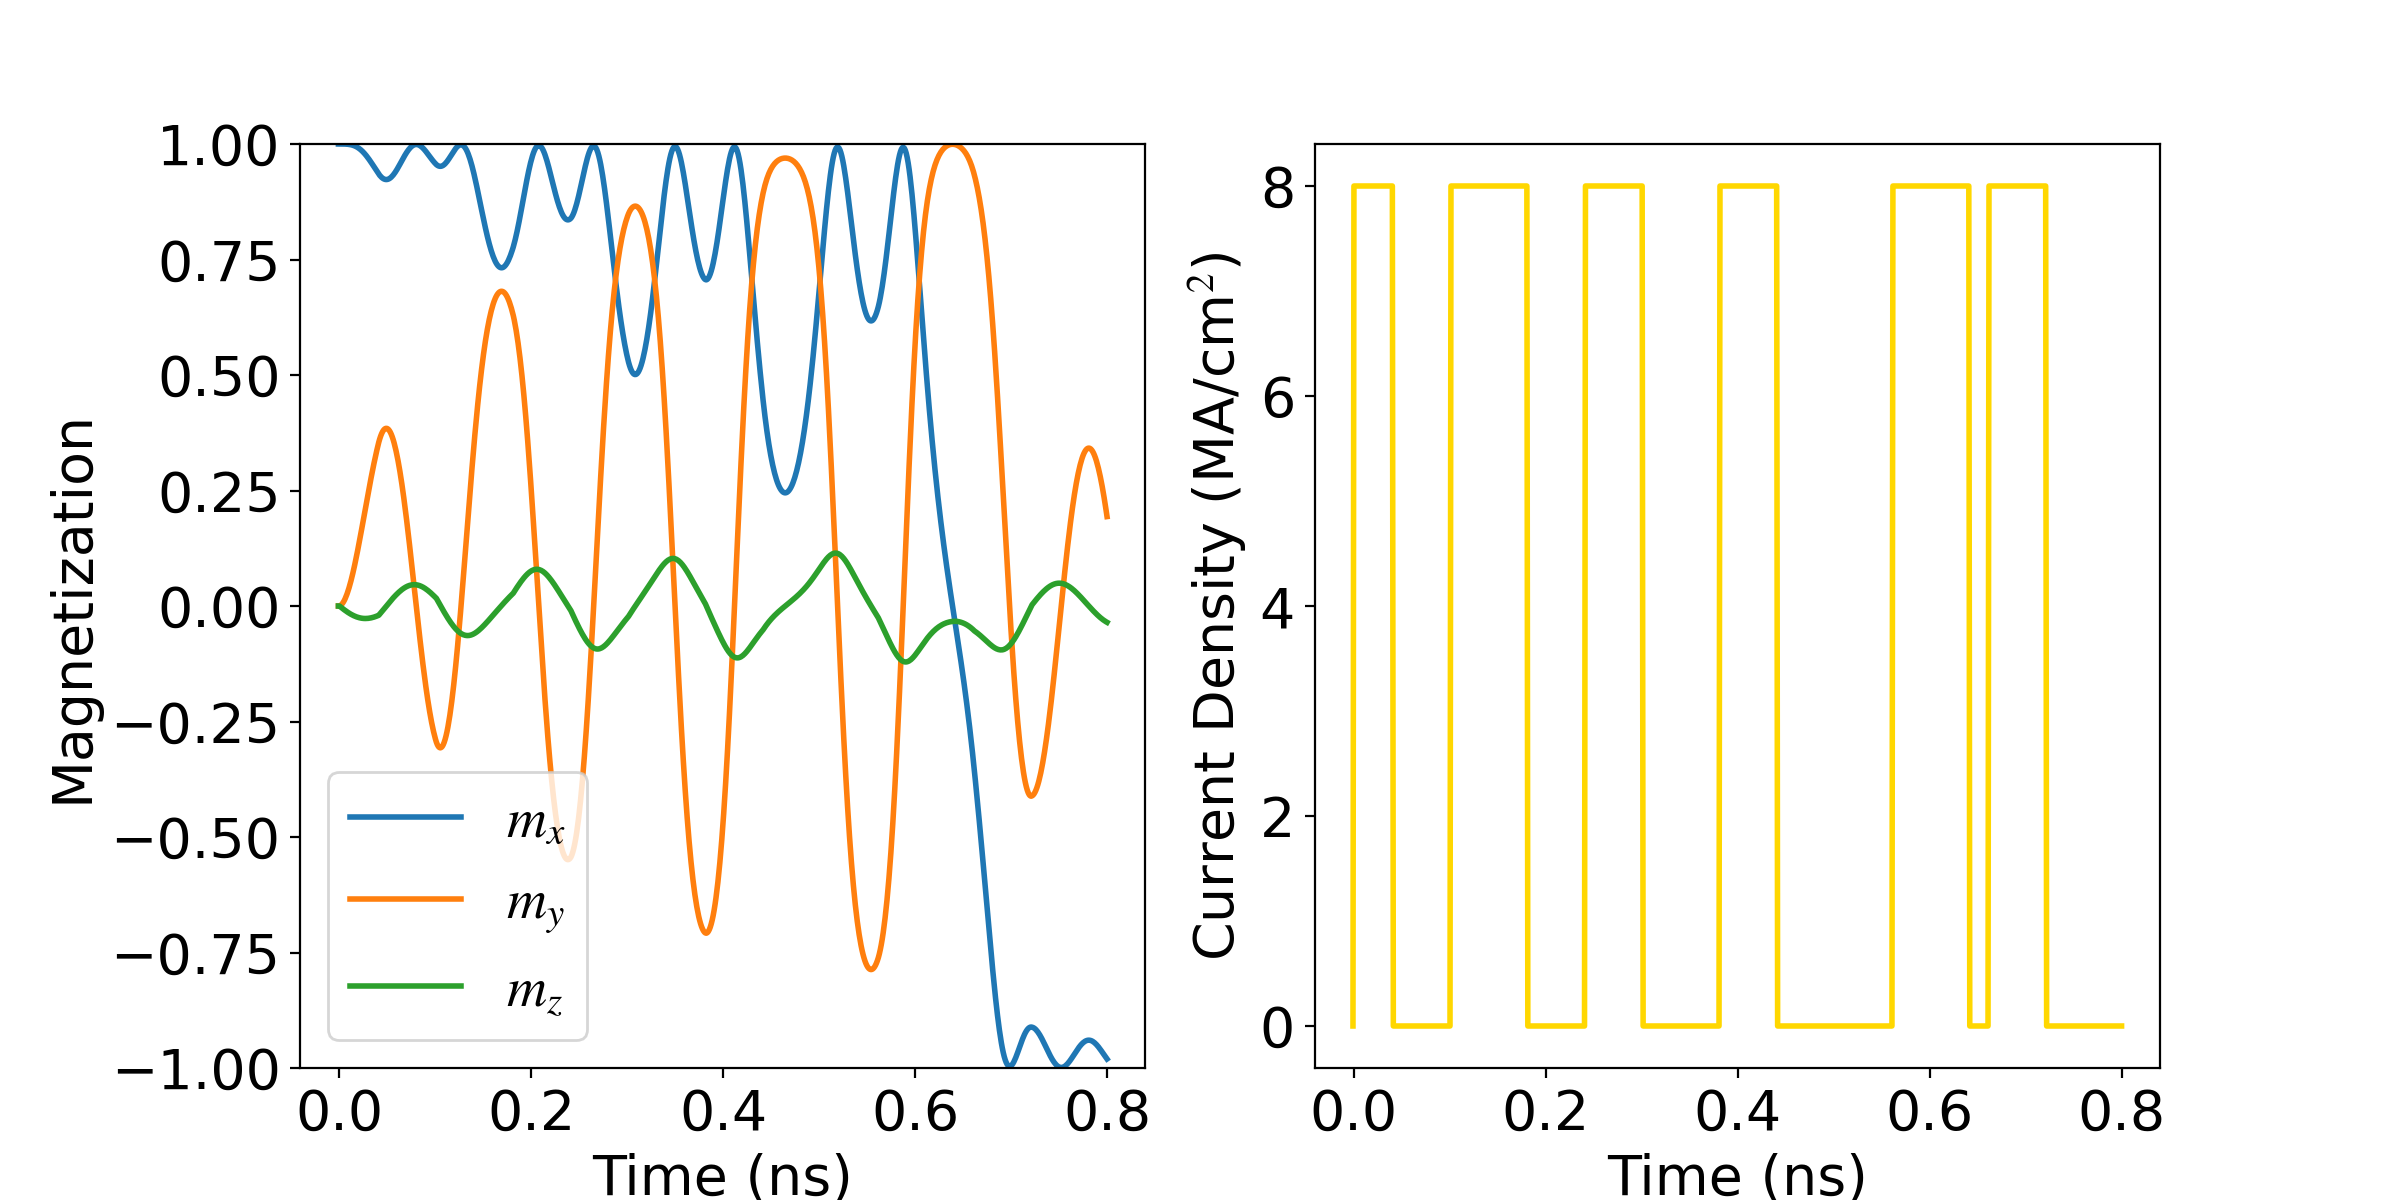 1.00
0.75
0.50
0.25
0.00
−0.25
−0.50
−0.75
−1.00
Magnetization
0.0 0.2 0.4 0.6 0.8
Time (ns)
m_x
m_y
m_z
8
6
4
2
0
Current Density (MA/cm²)
0.0 0.2 0.4 0.6 0.8
Time (ns)